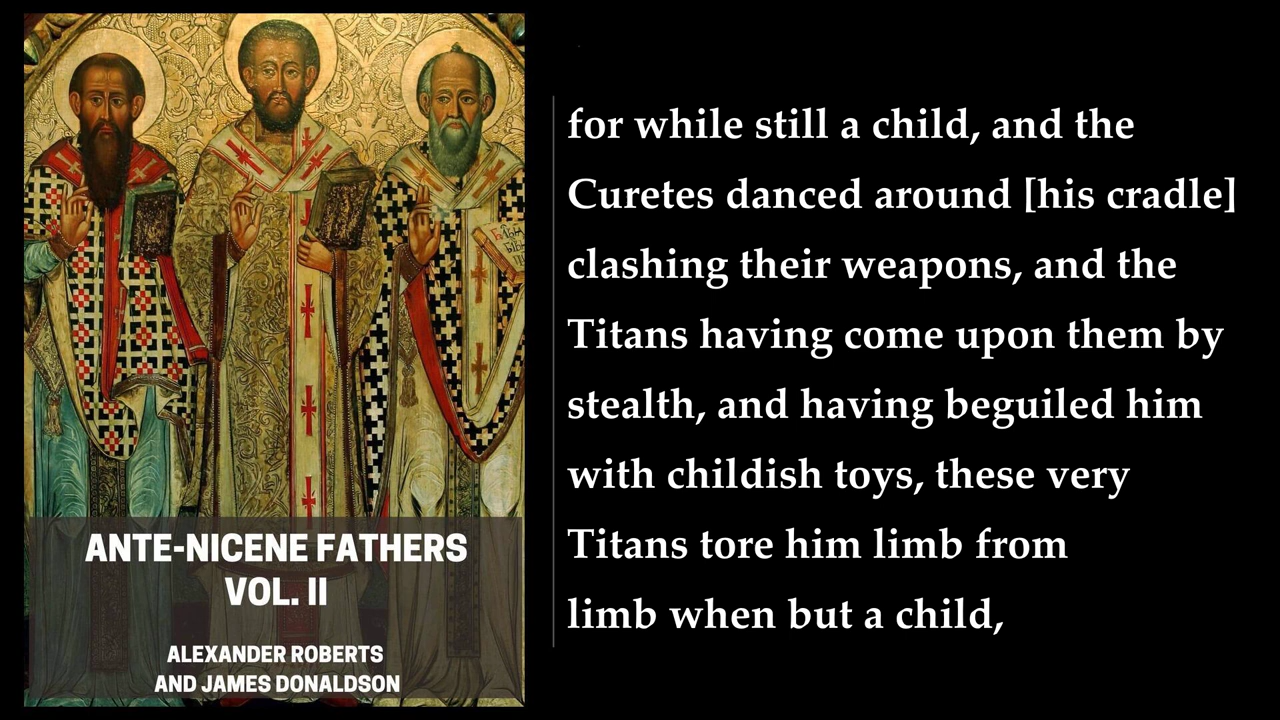 for while still a child, and the
Curetes danced around [his cradle]
clashing their weapons, and the
Titans having come upon them by
stealth, and having beguiled him
with childish toys, these very
Titans tore him limb from
limb when but a child,
ANTE-NICENE FATHERS
VOL. II
ALEXANDER ROBERTS
AND JAMES DONALDSON